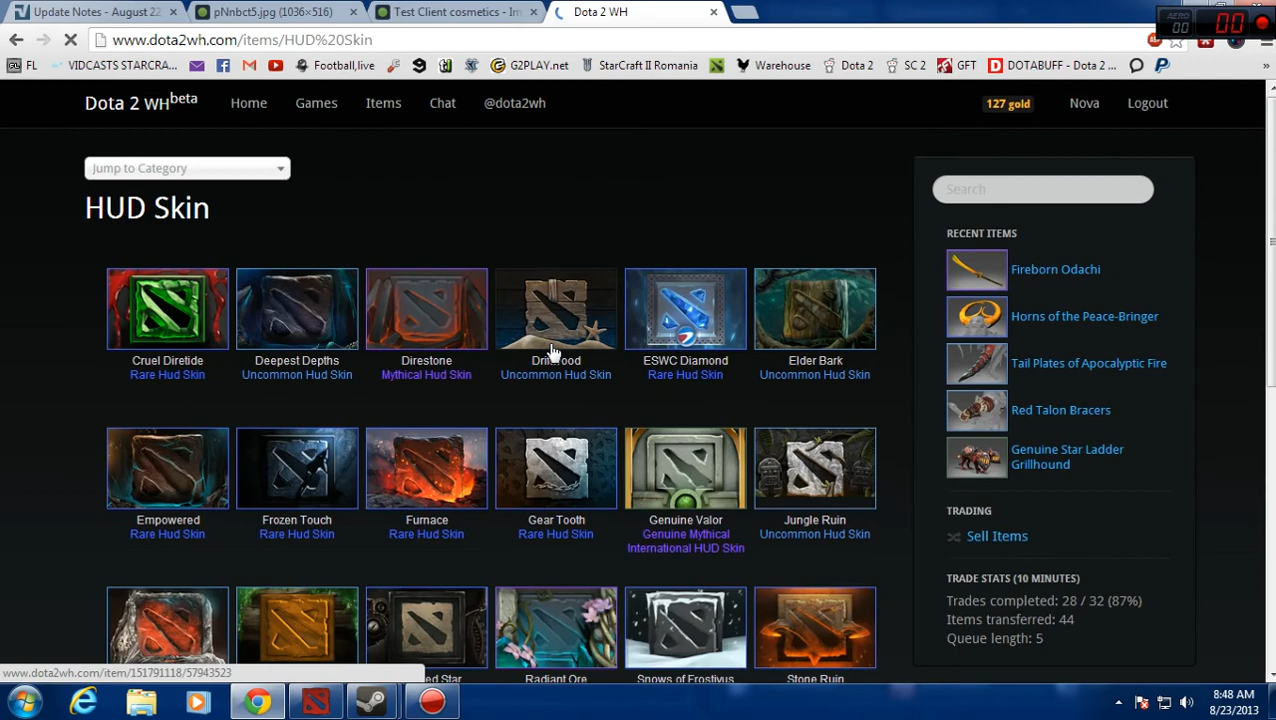 Update Notes - August 22
pNnbct5.jpg (1036×516)
Test Client cosmetics - Im
Dota 2 WH
AERO
00
00
www.dota2wh.com/items/HUD%20Skin
FL
VIDCASTS STARCRA...
Football,live
G2PLAY.net
StarCraft II Romania
Warehouse
Dota 2
SC 2
GFT
DOTABUFF - Dota 2 ...
»
Dota 2 WHbeta
Home
Games
Items
Chat
@dota2wh
127 gold
Nova
Logout
Jump to Category
HUD Skin
Search
RECENT ITEMS
Fireborn Odachi
Horns of the Peace-Bringer
Tail Plates of Apocalyptic Fire
Red Talon Bracers
Genuine Star Ladder
Grillhound
TRADING
Sell Items
TRADE STATS (10 MINUTES)
Trades completed: 28 / 32 (87%)
Items transferred: 44
Queue length: 5
Cruel Diretide
Rare Hud Skin
Deepest Depths
Uncommon Hud Skin
Direstone
Mythical Hud Skin
Driftwood
Uncommon Hud Skin
ESWC Diamond
Rare Hud Skin
Elder Bark
Uncommon Hud Skin
Empowered
Rare Hud Skin
Frozen Touch
Rare Hud Skin
Furnace
Rare Hud Skin
Gear Tooth
Rare Hud Skin
Genuine Valor
Genuine Mythical
International HUD Skin
Jungle Ruin
Uncommon Hud Skin
ed Star
Radiant Ore
Snows of Frostivus
Stone Ruin
www.dota2wh.com/item/151791118/57943523
8:48 AM
8/23/2013